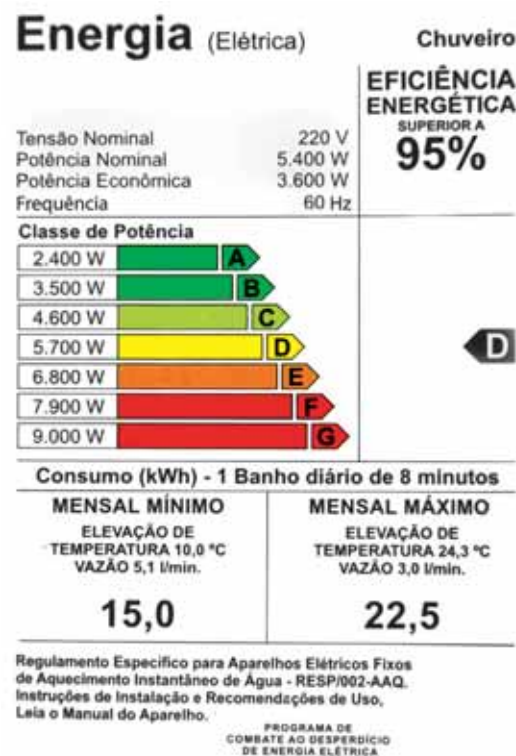 Energia (Elétrica)
Chuveiro
EFICIÊNCIA
ENERGÉTICA
SUPERIOR A
95%
Tensão Nominal 220 V
Potência Nominal 5.400 W
Potência Econômica 3.600 W
Frequência 60 Hz
Classe de Potência
2.400 W A
3.500 W B
4.600 W C
5.700 W D
D
6.800 W E
7.900 W F
9.000 W G
Consumo (kWh) - 1 Banho diário de 8 minutos
MENSAL MÍNIMO
ELEVAÇÃO DE
TEMPERATURA 10,0 ºC
VAZÃO 5,1 l/min.
15,0
MENSAL MÁXIMO
ELEVAÇÃO DE
TEMPERATURA 24,3 ºC
VAZÃO 3,0 l/min.
22,5
Regulamento Específico para Aparelhos Elétricos Fixos
de Aquecimento Instantâneo de Água - RESP/002-AAQ.
Instruções de Instalação e Recomendações de Uso,
Leia o Manual do Aparelho.
PROGRAMA DE
COMBATE AO DESPERDÍCIO
DE ENERGIA ELÉTRICA